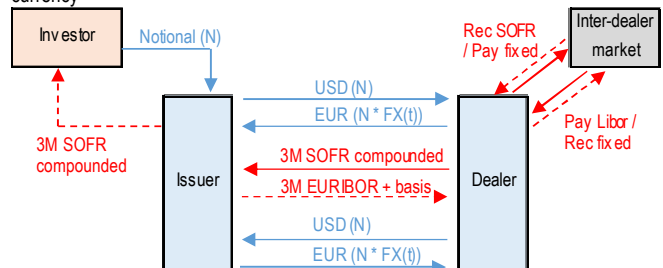 currency
Investor
Notional (N)
Rec SOFR
/ Pay fixed
Inter-dealer
market
USD (N)
EUR (N * FX(t))
Pay Libor /
Rec fixed
3M SOFR
compounded
3M SOFR compounded
Issuer
3M EURIBOR + basis
Dealer
USD (N)
EUR (N * FX(t))